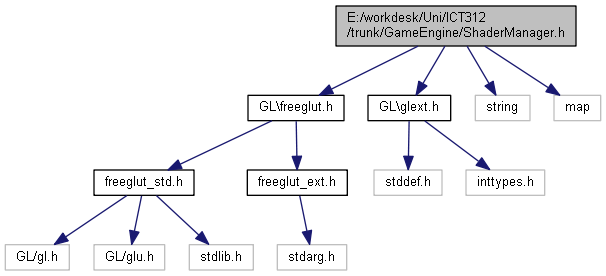 E:/workdesk/Uni/ICT312
/trunk/GameEngine/ShaderManager.h
GL\freeglut.h
GL\glext.h
string
map
freeglut_std.h
freeglut_ext.h
stddef.h
inttypes.h
GL/gl.h
GL/glu.h
stdlib.h
stdarg.h